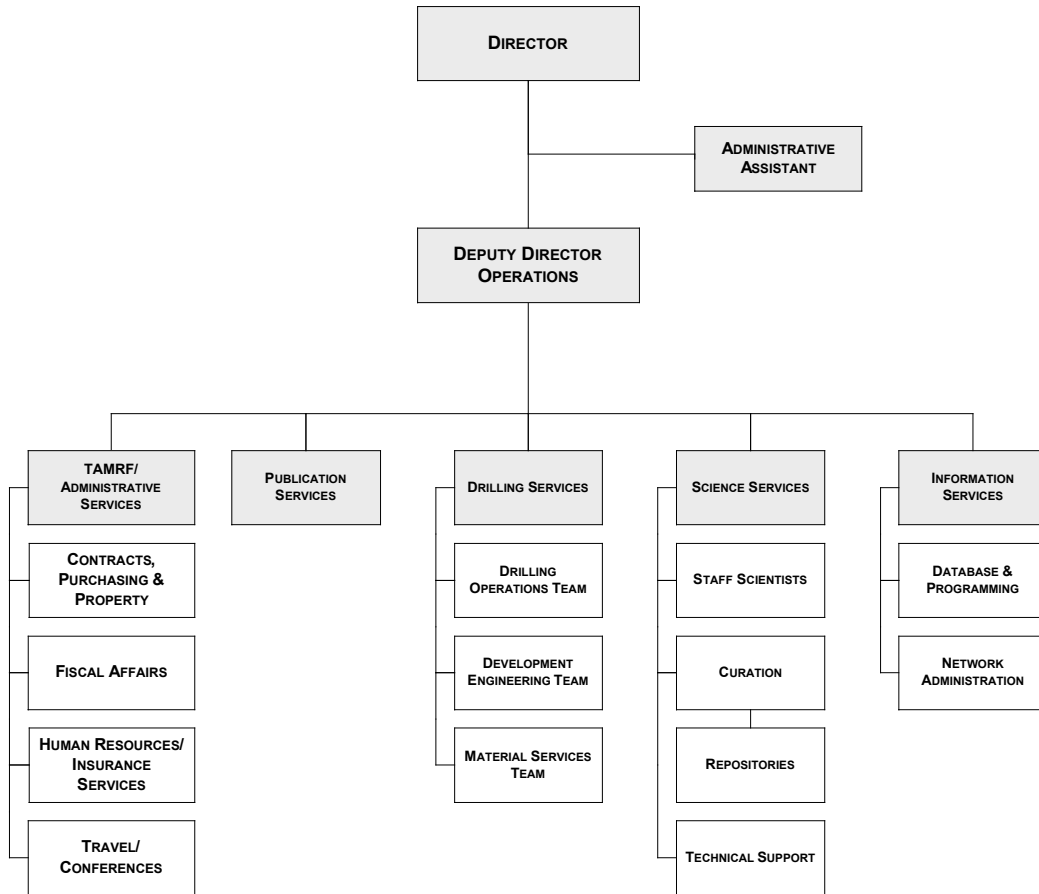 DIRECTOR
ADMINISTRATIVE
ASSISTANT
DEPUTY DIRECTOR
OPERATIONS
TAMRF/
ADMINISTRATIVE
SERVICES
PUBLICATION
SERVICES
DRILLING SERVICES
SCIENCE SERVICES
INFORMATION
SERVICES
CONTRACTS,
PURCHASING &
PROPERTY
DRILLING
OPERATIONS TEAM
STAFF SCIENTISTS
DATABASE &
PROGRAMMING
FISCAL AFFAIRS
DEVELOPMENT
ENGINEERING TEAM
CURATION
NETWORK
ADMINISTRATION
HUMAN RESOURCES/
INSURANCE
SERVICES
MATERIAL SERVICES
TEAM
REPOSITORIES
TRAVEL/
CONFERENCES
TECHNICAL SUPPORT